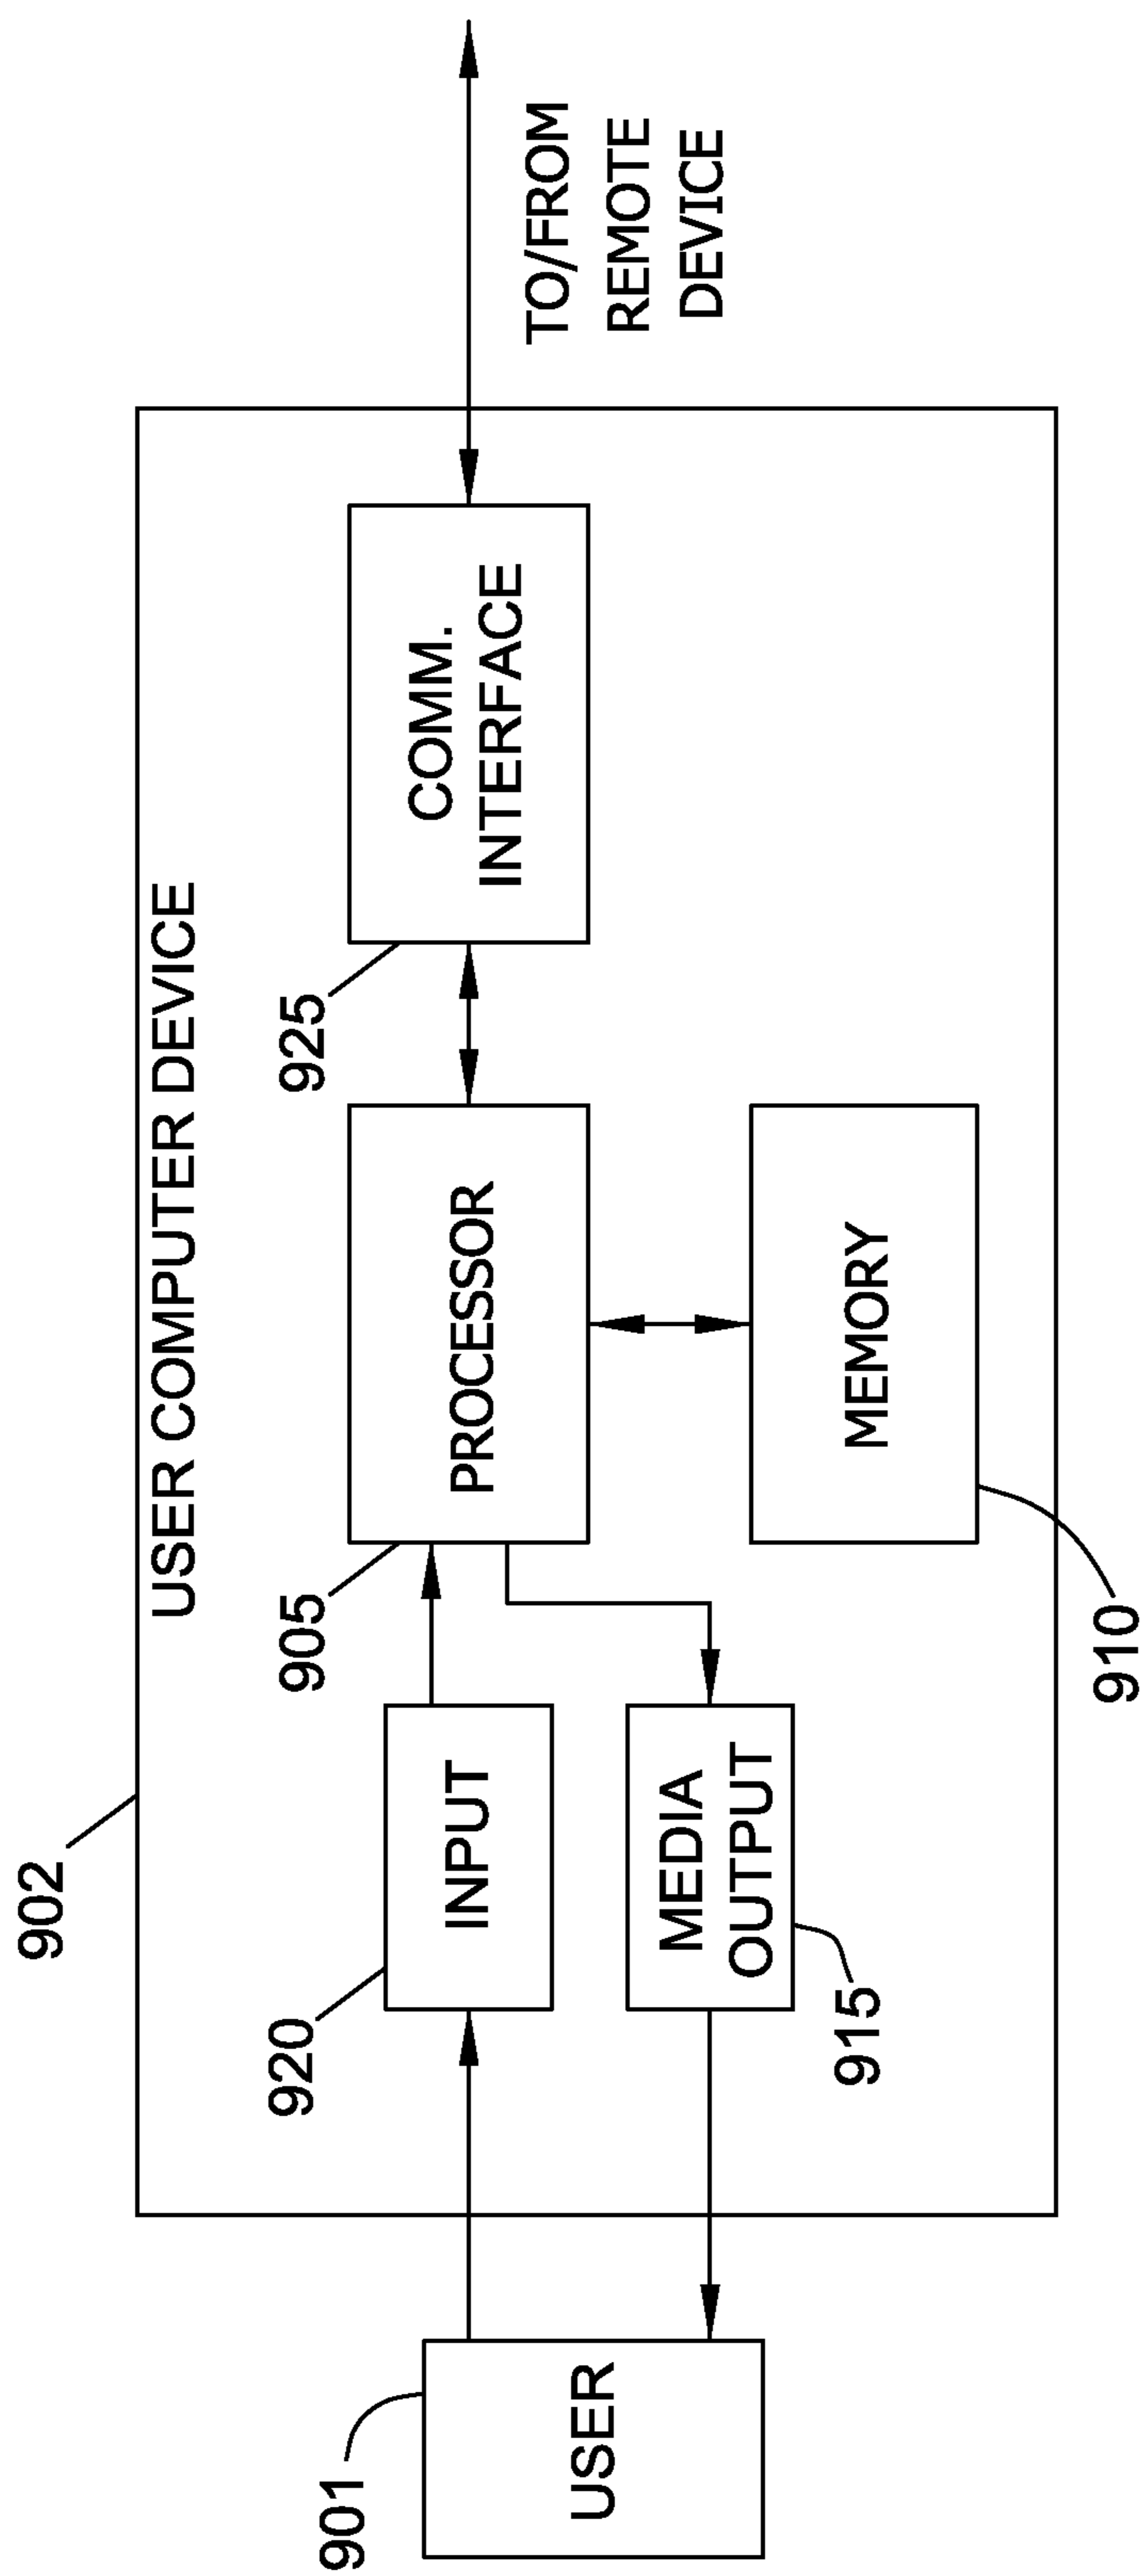 902
USER COMPUTER DEVICE
920
INPUT
905
PROCESSOR
925
COMM.
INTERFACE
TO/FROM
REMOTE
DEVICE
901
USER
MEDIA
OUTPUT
915
MEMORY
910